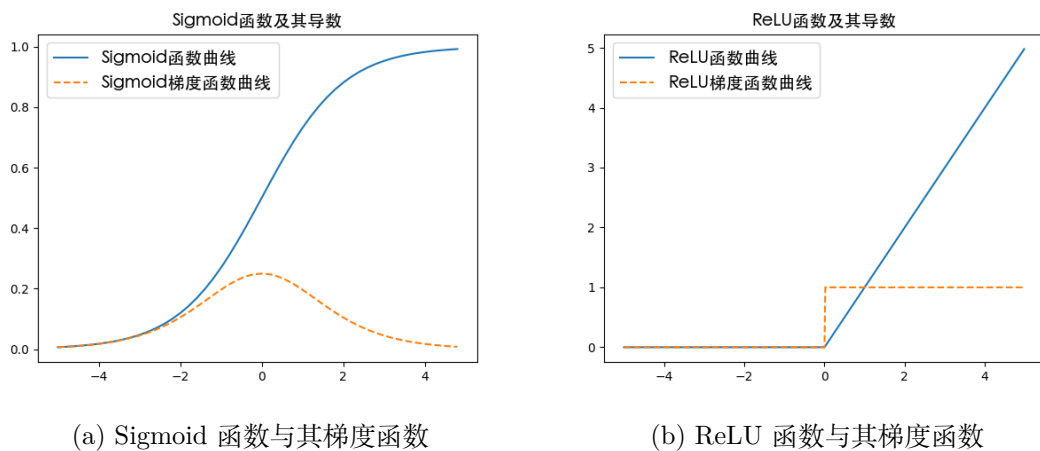 Sigmoid函数及其导数
Sigmoid函数曲线
Sigmoid梯度函数曲线
1.0
0.8
0.6
0.4
0.2
0.0
−4
−2
0
2
4
(a) Sigmoid 函数与其梯度函数
ReLU函数及其导数
ReLU函数曲线
ReLU梯度函数曲线
5
4
3
2
1
0
−4
−2
0
2
4
(b) ReLU 函数与其梯度函数